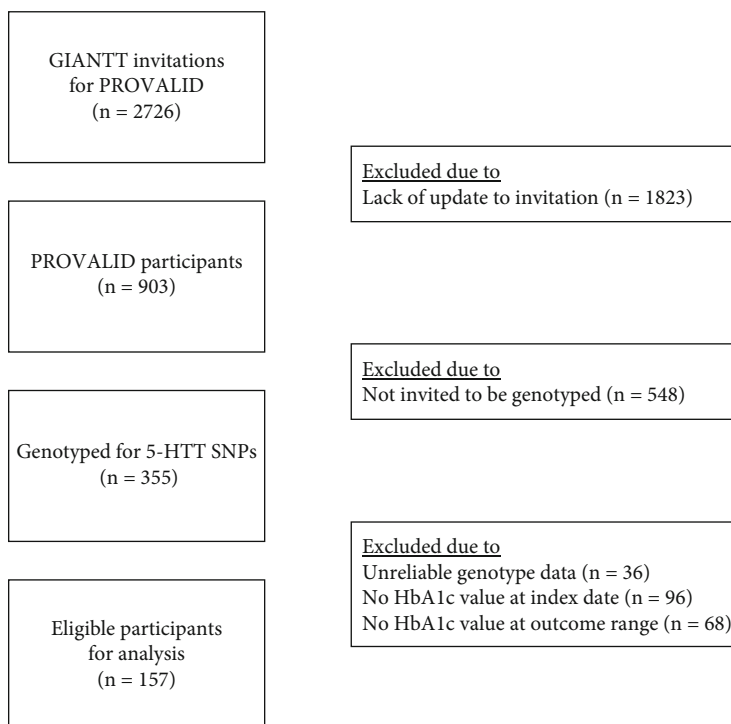 GIANTT invitations
for PROVALID
(n = 2726)
Excluded due to
Lack of update to invitation (n = 1823)
PROVALID participants
(n = 903)
Excluded due to
Not invited to be genotyped (n = 548)
Genotyped for 5-HTT SNPs
(n = 355)
Excluded due to
Unreliable genotype data (n = 36)
No HbA1c value at index date (n = 96)
No HbA1c value at outcome range (n = 68)
Eligible participants
for analysis
(n = 157)